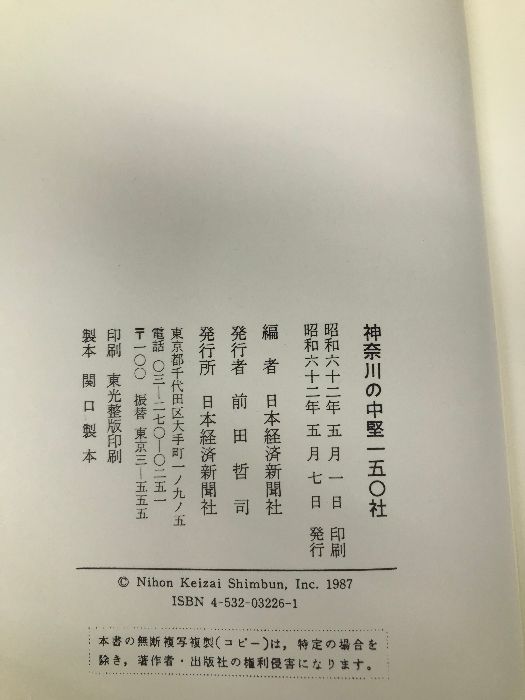 神奈川の中堅一五〇社
昭和六十二年五月一日 印刷
昭和六十二年五月七日 発行
編者 日本経済新聞社
発行者 前田哲司
発行所 日本経済新聞社
東京都千代田区大手町一ノ九ノ五
電話 〇三―二七〇―〇二五一
〒一〇〇 振替 東京三―五五五
印刷 東光整版印刷
製本 関口製本
© Nihon Keizai Shimbun, Inc. 1987
ISBN 4-532-03226-1
本書の無断複写複製(コピー)は, 特定の場合を
除き, 著作者・出版社の権利侵害になります。